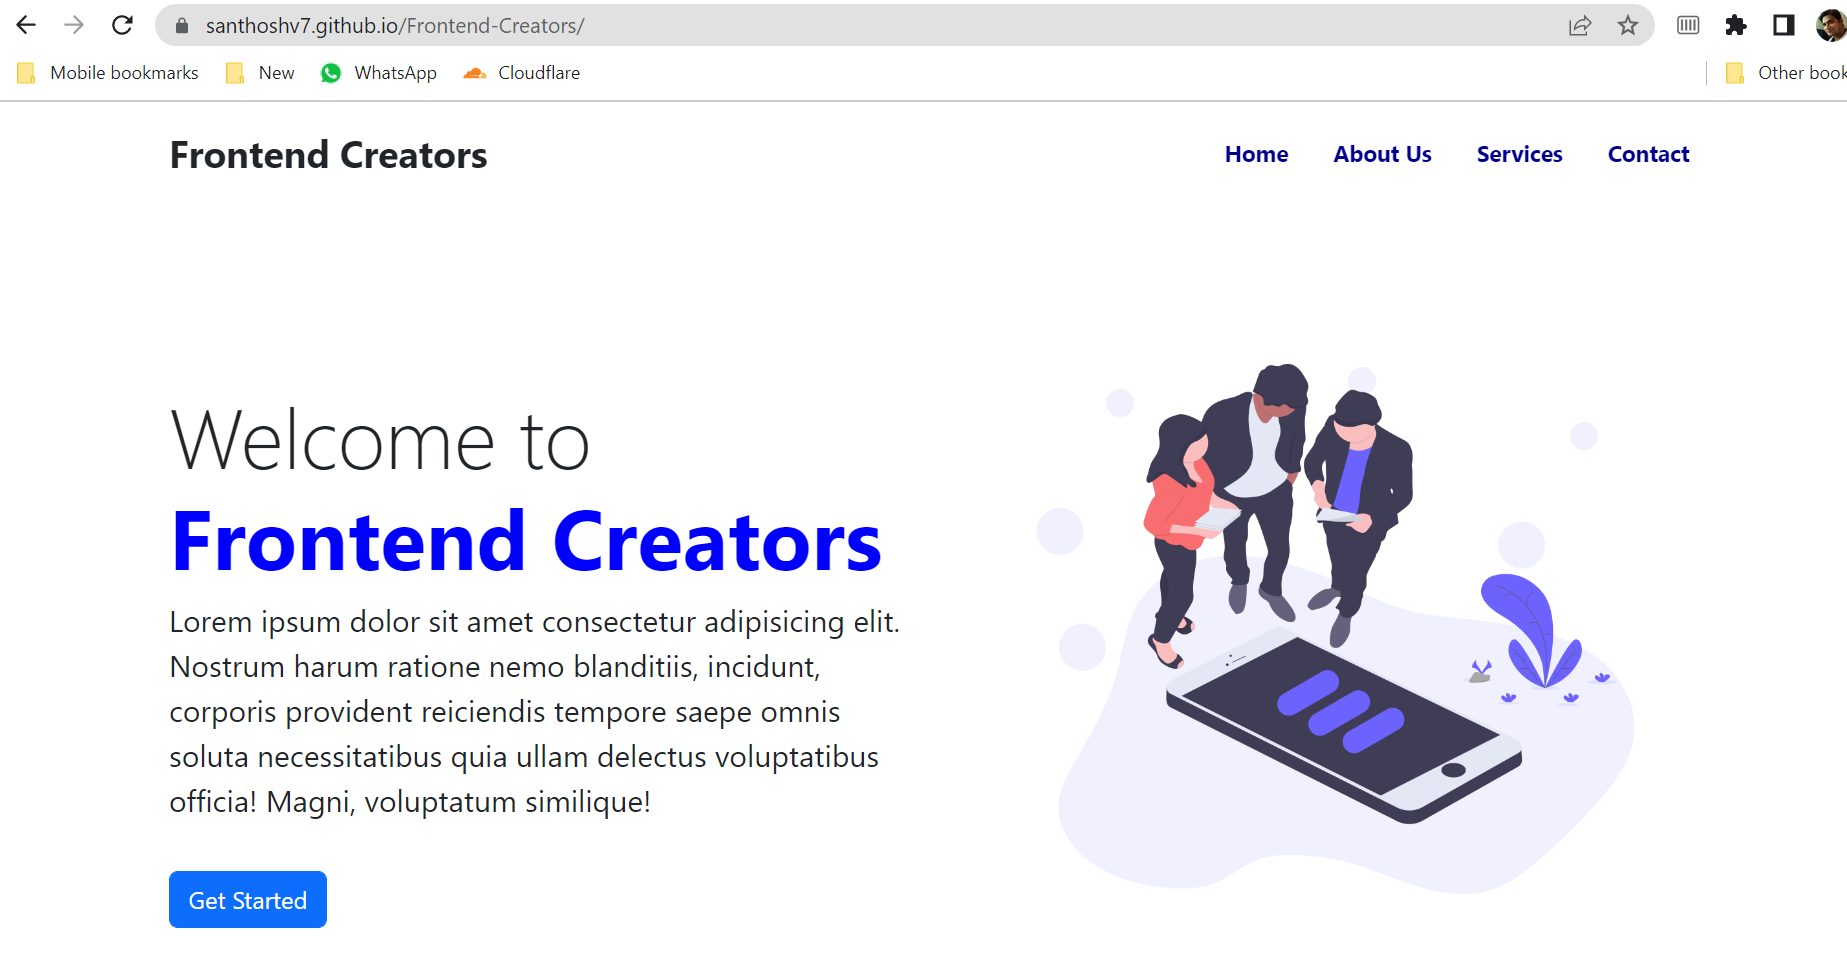 santhoshv7.github.io/Frontend-Creators/
Mobile bookmarks New WhatsApp Cloudflare Other book
Frontend Creators Home About Us Services Contact
Welcome to
Frontend Creators
Lorem ipsum dolor sit amet consectetur adipisicing elit.
Nostrum harum ratione nemo blanditiis, incidunt,
corporis provident reiciendis tempore saepe omnis
soluta necessitatibus quia ullam delectus voluptatibus
officia! Magni, voluptatum similique!
Get Started